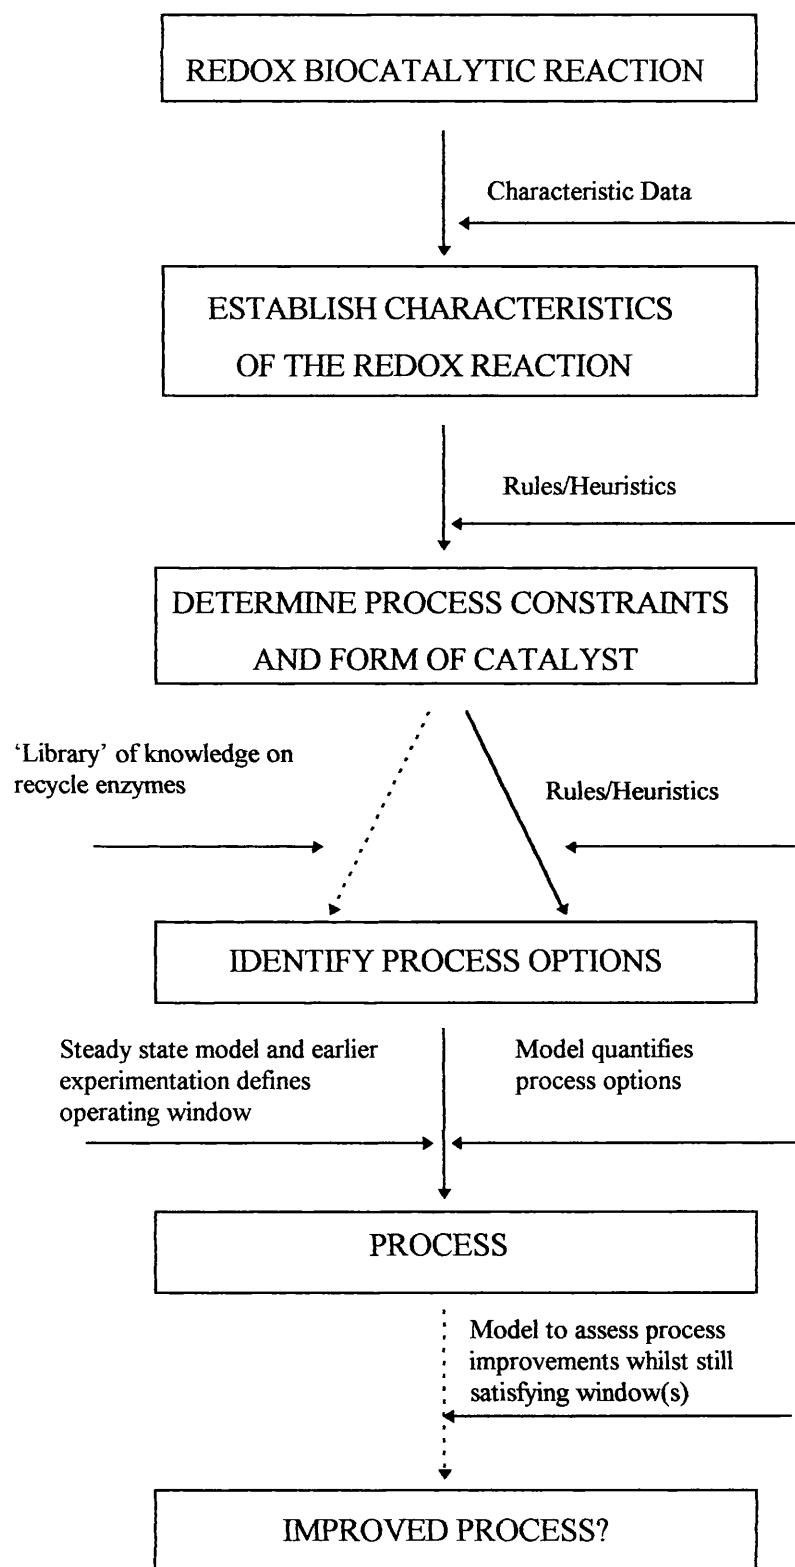 REDOX BIOCATALYTIC REACTION
Characteristic Data
ESTABLISH CHARACTERISTICS
OF THE REDOX REACTION
Rules/Heuristics
DETERMINE PROCESS CONSTRAINTS
AND FORM OF CATALYST
‘Library’ of knowledge on
recycle enzymes
Rules/Heuristics
IDENTIFY PROCESS OPTIONS
Steady state model and earlier
experimentation defines
operating window
Model quantifies
process options
PROCESS
Model to assess process
improvements whilst still
satisfying window(s)
IMPROVED PROCESS?